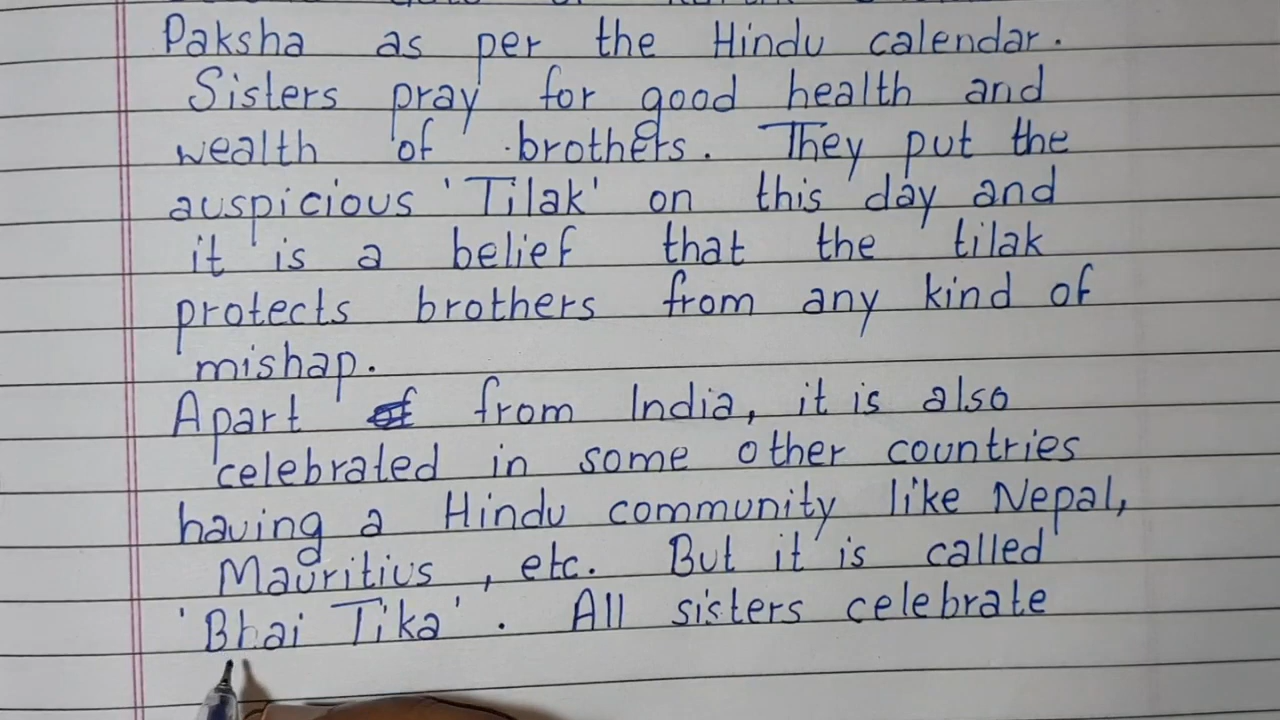 Paksha as per the Hindu calendar.
Sisters pray for good health and
wealth of brothers. They put the
auspicious 'Tilak' on this day and
it is a belief that the tilak
protects brothers from any kind of
mishap.
Apart from India, it is also
celebrated in some other countries
having a Hindu community like Nepal,
Mauritius, etc. But it is called
'Bhai Tika'. All sisters celebrate